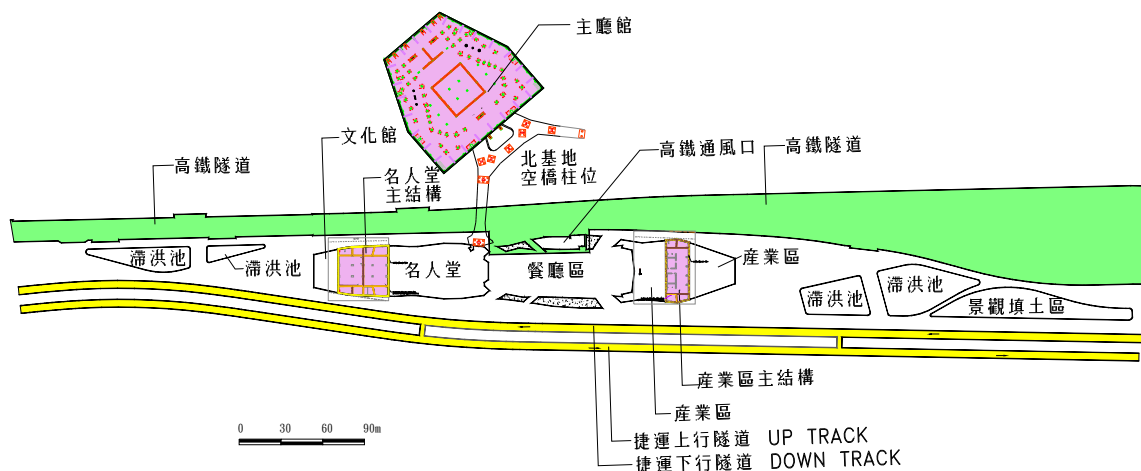 主廳館
文化館
高鐵隧道
名人堂
主結構
北基地
空橋柱位
高鐵通風口
高鐵隧道
滯洪池
滯洪池
名人堂
餐廳區
產業區
滯洪池
滯洪池
景觀填土區
產業區主結構
產業區
0 30 60 90m
捷運上行隧道 UP TRACK
捷運下行隧道 DOWN TRACK